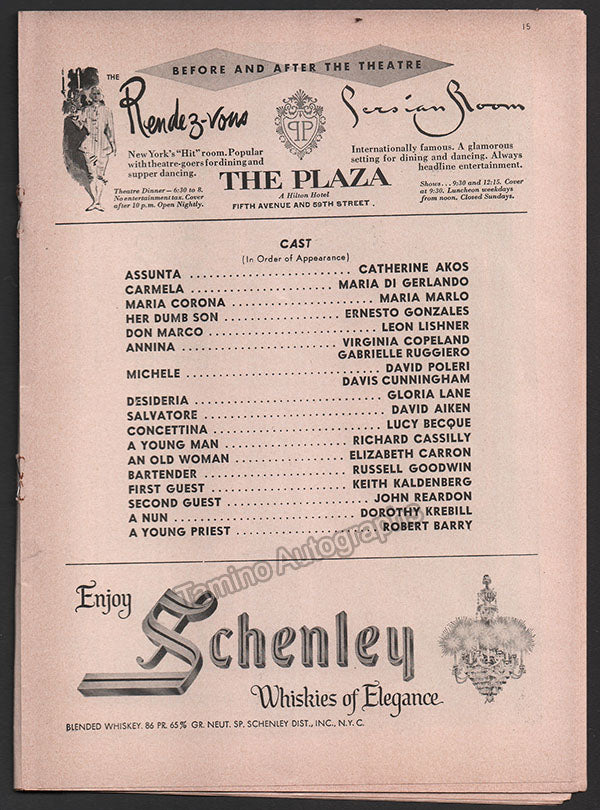 15
BEFORE AND AFTER THE THEATRE
THE
Rendez-vous
New York's "Hit" room. Popular
with theatre-goers for dining and
supper dancing.
Theatre Dinner—6:30 to 8.
No entertainment tax. Cover
after 10 p.m. Open Nightly.
P P
THE PLAZA
A Hilton Hotel
FIFTH AVENUE AND 59TH STREET
Persian Room
Internationally famous. A glamorous
setting for dining and dancing. Always
headline entertainment.
Shows... 9:30 and 12:15. Cover
at 9:30. Luncheon weekdays
from noon. Closed Sundays.
CAST
(In Order of Appearance)
ASSUNTA . . . . . . . . . . . . . . . . . . . . CATHERINE AKOS
CARMELA . . . . . . . . . . . . . . . . . . . . MARIA DI GERLANDO
MARIA CORONA . . . . . . . . . . . . . . . . . . . . MARIA MARLO
HER DUMB SON . . . . . . . . . . . . . . . . . . . . ERNESTO GONZALES
DON MARCO . . . . . . . . . . . . . . . . . . . . LEON LISHNER
ANNINA . . . . . . . . . . . . . . . . . . . . VIRGINIA COPELAND
GABRIELLE RUGGIERO
MICHELE . . . . . . . . . . . . . . . . . . . . DAVID POLERI
DAVIS CUNNINGHAM
DESIDERIA . . . . . . . . . . . . . . . . . . . . GLORIA LANE
SALVATORE . . . . . . . . . . . . . . . . . . . . DAVID AIKEN
CONCETTINA . . . . . . . . . . . . . . . . . . . . LUCY BECQUE
A YOUNG MAN . . . . . . . . . . . . . . . . . . . . RICHARD CASSILLY
AN OLD WOMAN . . . . . . . . . . . . . . . . . . . . ELIZABETH CARRON
BARTENDER . . . . . . . . . . . . . . . . . . . . RUSSELL GOODWIN
FIRST GUEST . . . . . . . . . . . . . . . . . . . . KEITH KALDENBERG
SECOND GUEST . . . . . . . . . . . . . . . . . . . . JOHN REARDON
A NUN . . . . . . . . . . . . . . . . . . . . DOROTHY KREBILL
A YOUNG PRIEST . . . . . . . . . . . . . . . . . . . . ROBERT BARRY
Tamino Autographs
Enjoy
Schenley
Whiskies of Elegance
BLENDED WHISKEY. 86 PR. 65% GR. NEUT. SP. SCHENLEY DIST., INC., N.Y. C.